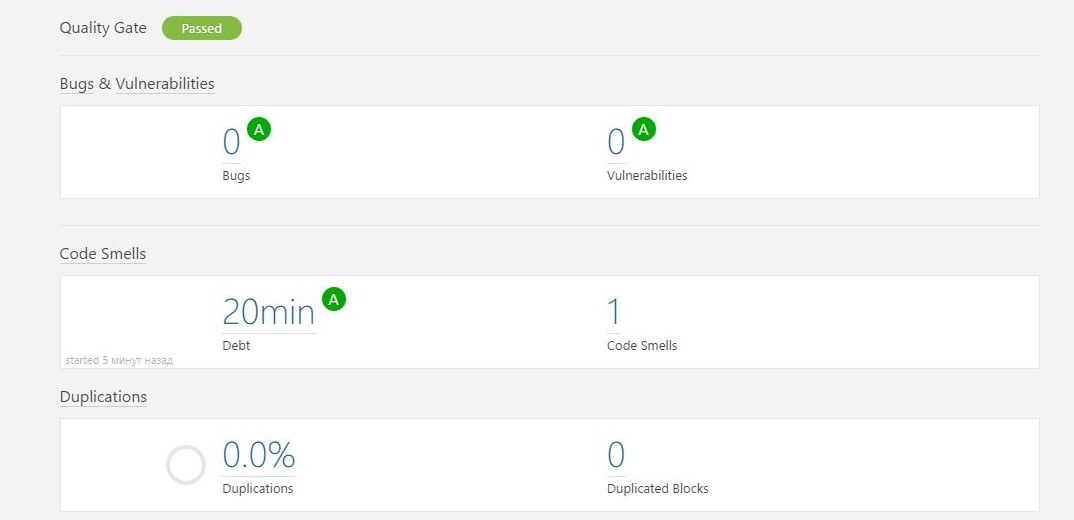 Quality Gate Passed
Bugs & Vulnerabilities
0 A 0 A
Bugs Vulnerabilities
Code Smells
20min A 1
Debt Code Smells
started 5 минут назад
Duplications
0.0% 0
Duplications Duplicated Blocks